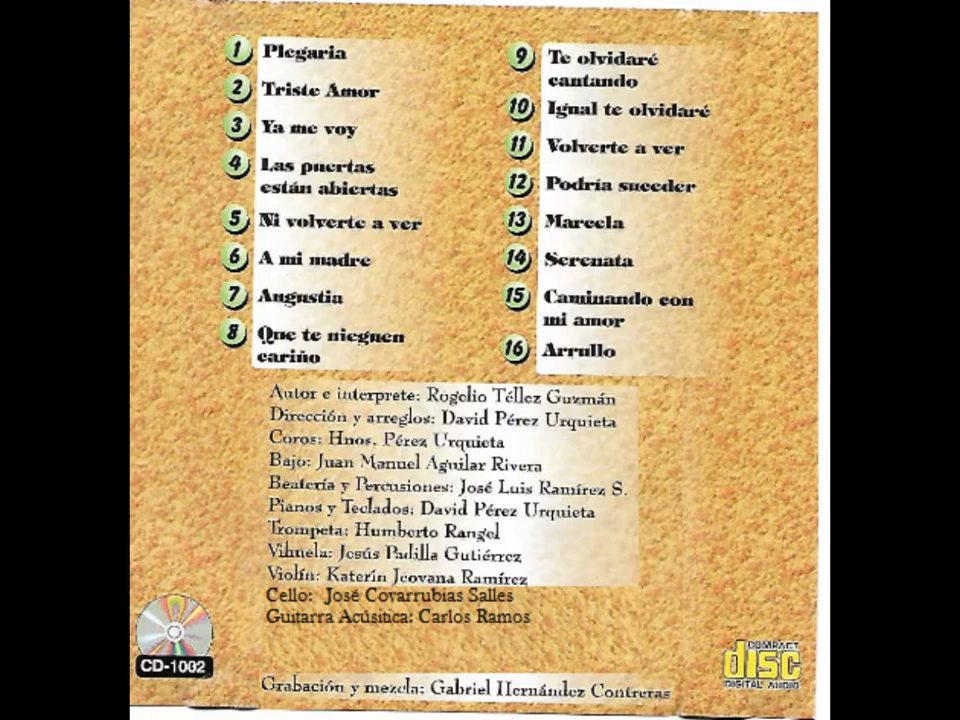 1 Plegaria
2 Triste Amor
3 Ya me voy
4 Las puertas
están abiertas
5 Ni volverte a ver
6 A mi madre
7 Angustia
8 Que te nieguen
cariño
9 Te olvidaré
cantando
10 Igual te olvidaré
11 Volverte a ver
12 Podría suceder
13 Marcela
14 Serenata
15 Caminando con
mi amor
16 Arrullo
Autor e interprete: Rogelio Téllez Guzmán
Dirección y arreglos: David Pérez Urquieta
Coros: Hnos. Pérez Urquieta
Bajo: Juan Manuel Aguilar Rivera
Beatería y Percusiones: José Luis Ramírez S.
Pianos y Teclados: David Pérez Urquieta
Trompeta: Humberto Rangel
Vihuela: Jesús Padilla Gutiérrez
Violín: Katerín Jeovana Ramírez
Cello: José Covarrubias Salles
Guitarra Acúsitica: Carlos Ramos
CD-1002
COMPACT
disc
DIGITAL AUDIO
Grabación y mezcla: Gabriel Hernández Contreras